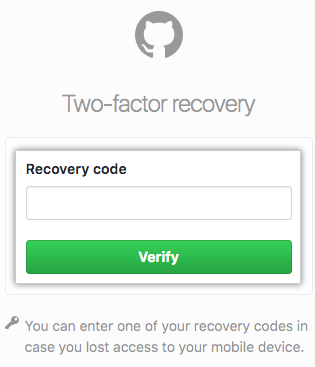 Two-factor recovery
Recovery code
Verify
You can enter one of your recovery codes in
case you lost access to your mobile device.